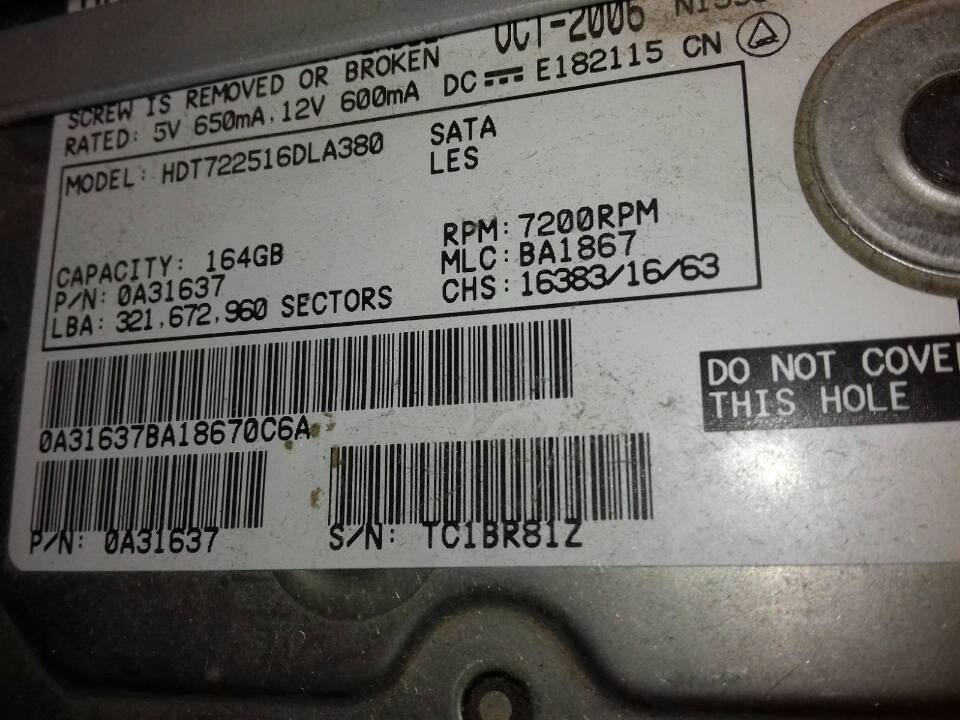 OCT-2006
SCREW IS REMOVED OR BROKEN
RATED: 5V 650mA, 12V 600mA DC E182115 CN
MODEL: HDT722516DLA380
SATA
LES
CAPACITY: 164GB
P/N: 0A31637
LBA: 321,672,960 SECTORS
RPM: 7200RPM
MLC: BA1867
CHS: 16383/16/63
0A31637BA18670C6A
DO NOT COVE
THIS HOLE
P/N: 0A31637
S/N: TC1BR81Z